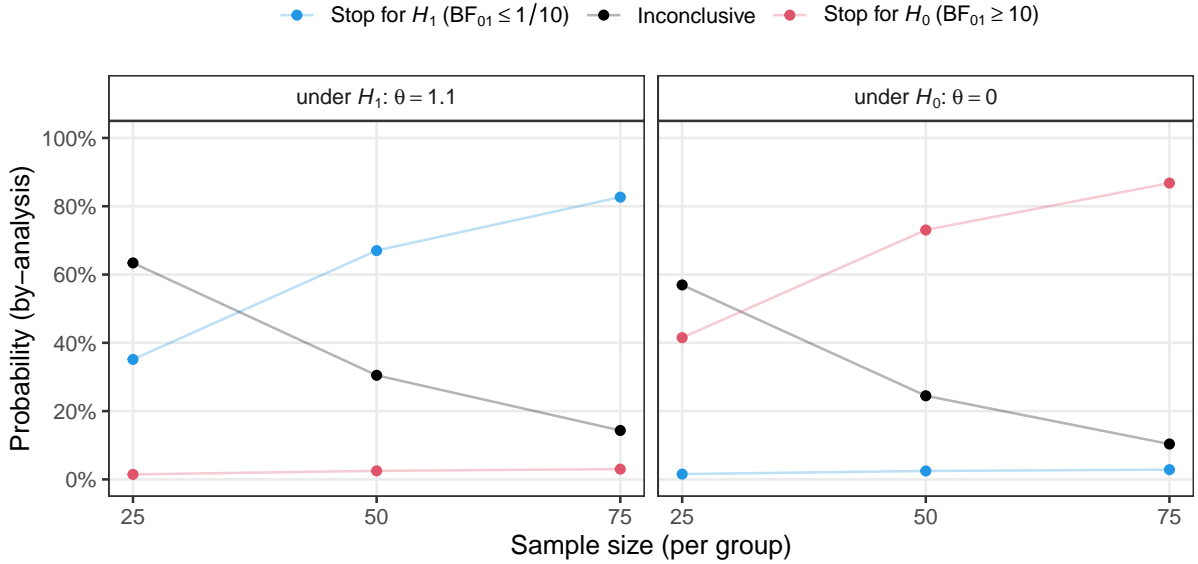 Stop for H₁ (BF₀₁ ≤ 1/10) Inconclusive Stop for H₀ (BF₀₁ ≥ 10)
under H₁: θ = 1.1
under H₀: θ = 0
Probability (by−analysis)
100%
80%
60%
40%
20%
0%
25 50 75
25 50 75
Sample size (per group)